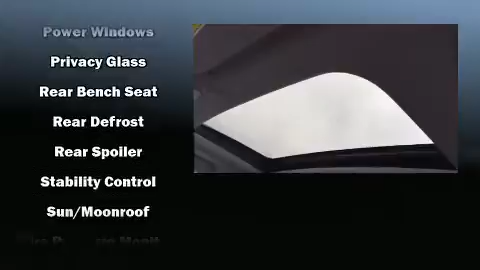 Power Windows
Privacy Glass
Rear Bench Seat
Rear Defrost
Rear Spoiler
Stability Control
Sun/Moonroof